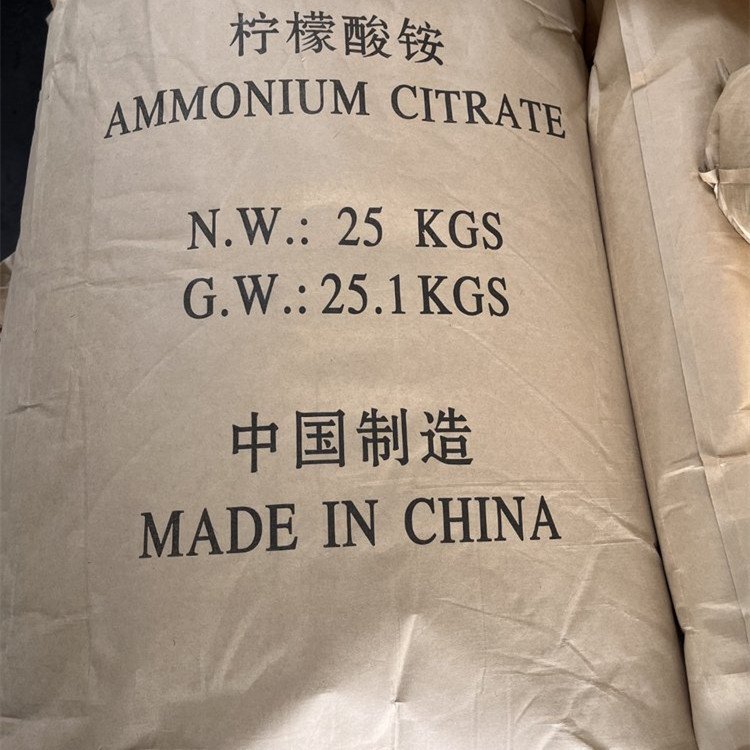 柠檬酸铵
AMMONIUM CITRATE
N.W.: 25 KGS
G.W.: 25.1 KGS
中国制造
MADE IN CHINA